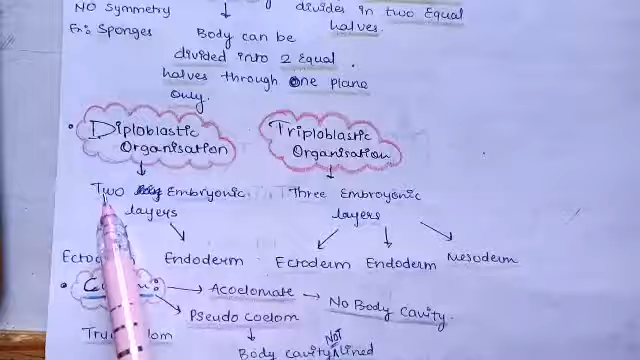 No Symmetry
divides in two Equal
halves.
Ex: Sponges
Body can be
divided into 2 Equal.
halves through One plane
only.
• Diploblastic
Organisation
Triploblastic
Organisation
Two Embryonic
layers
Three Embroyonic
layers
Endoderm
Ectoderm Endoderm Mesoderm
Acoelomate → No Body cavity.
Pseudo coelom
Body cavity NOT lined